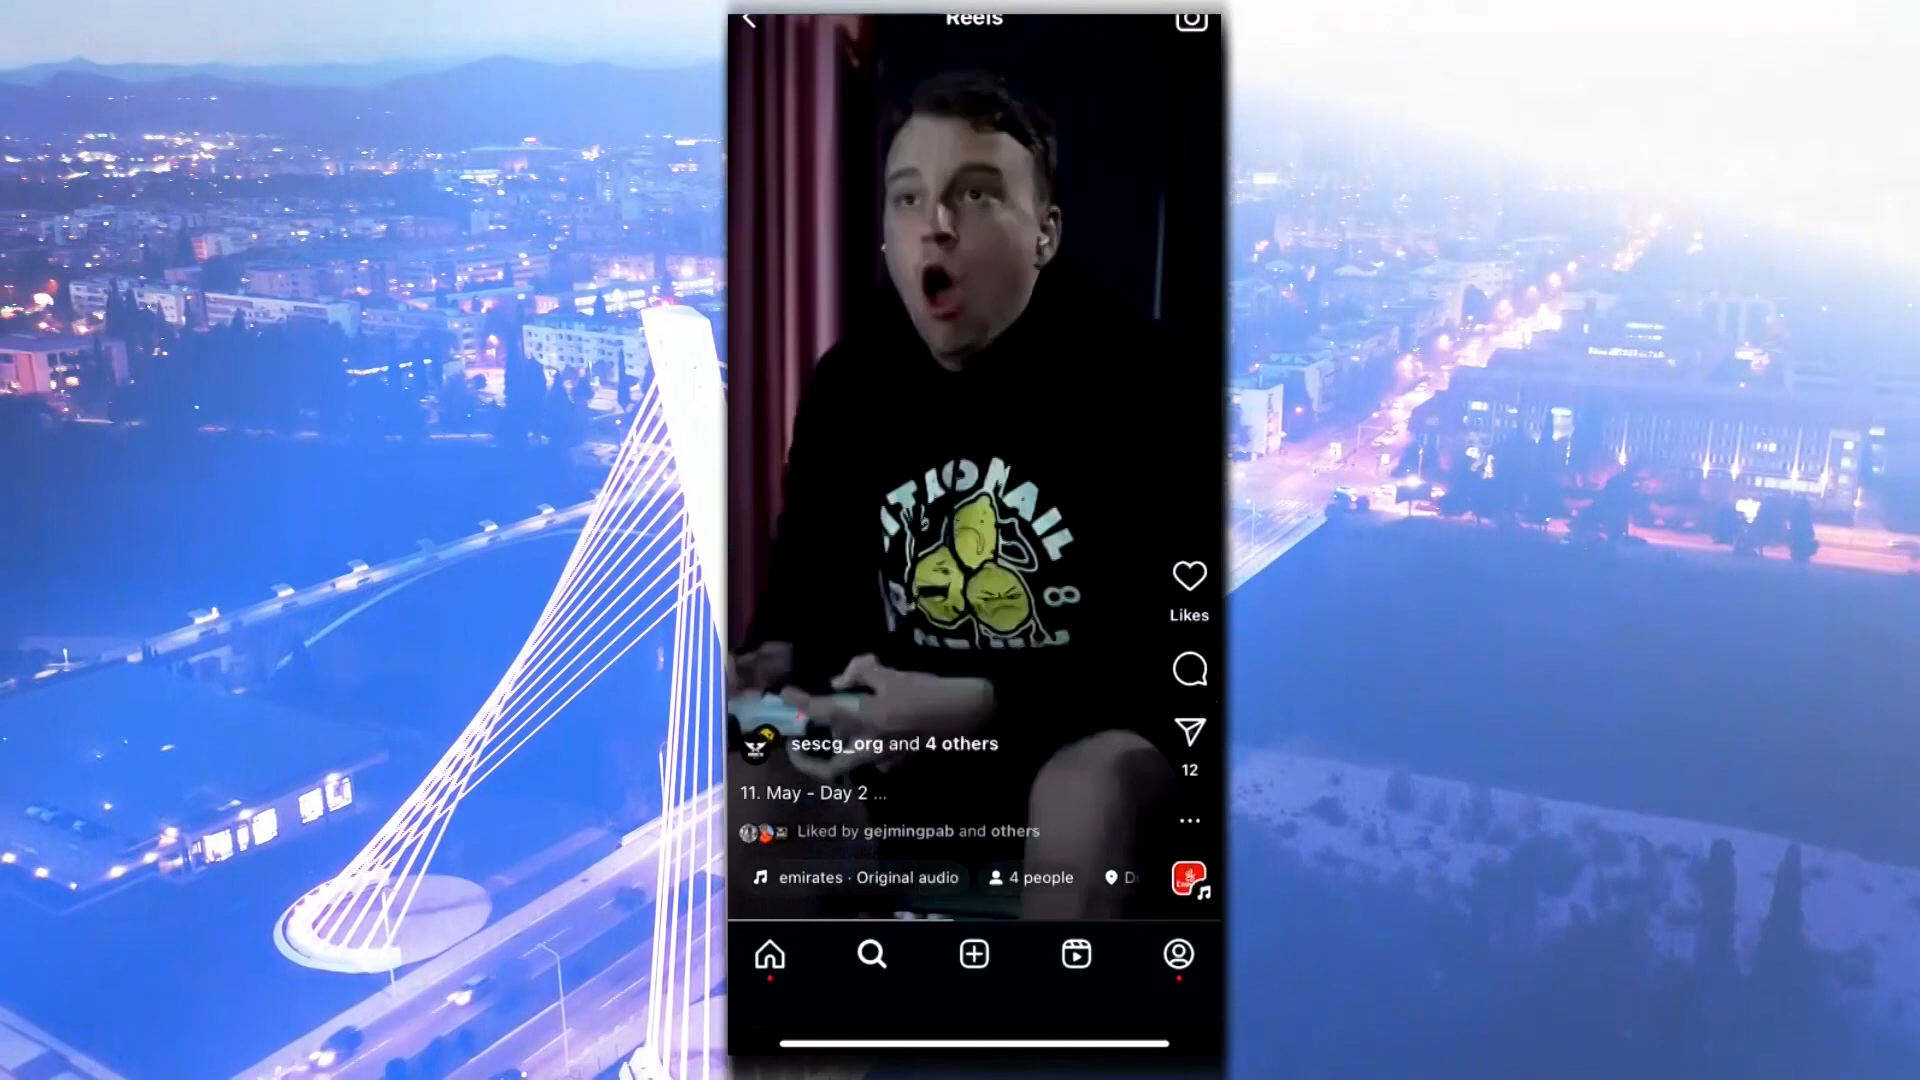 Reels
8
Likes
12
sescg_org and 4 others
11. May - Day 2 ...
Liked by gejmingpab and others
emirates · Original audio
4 people